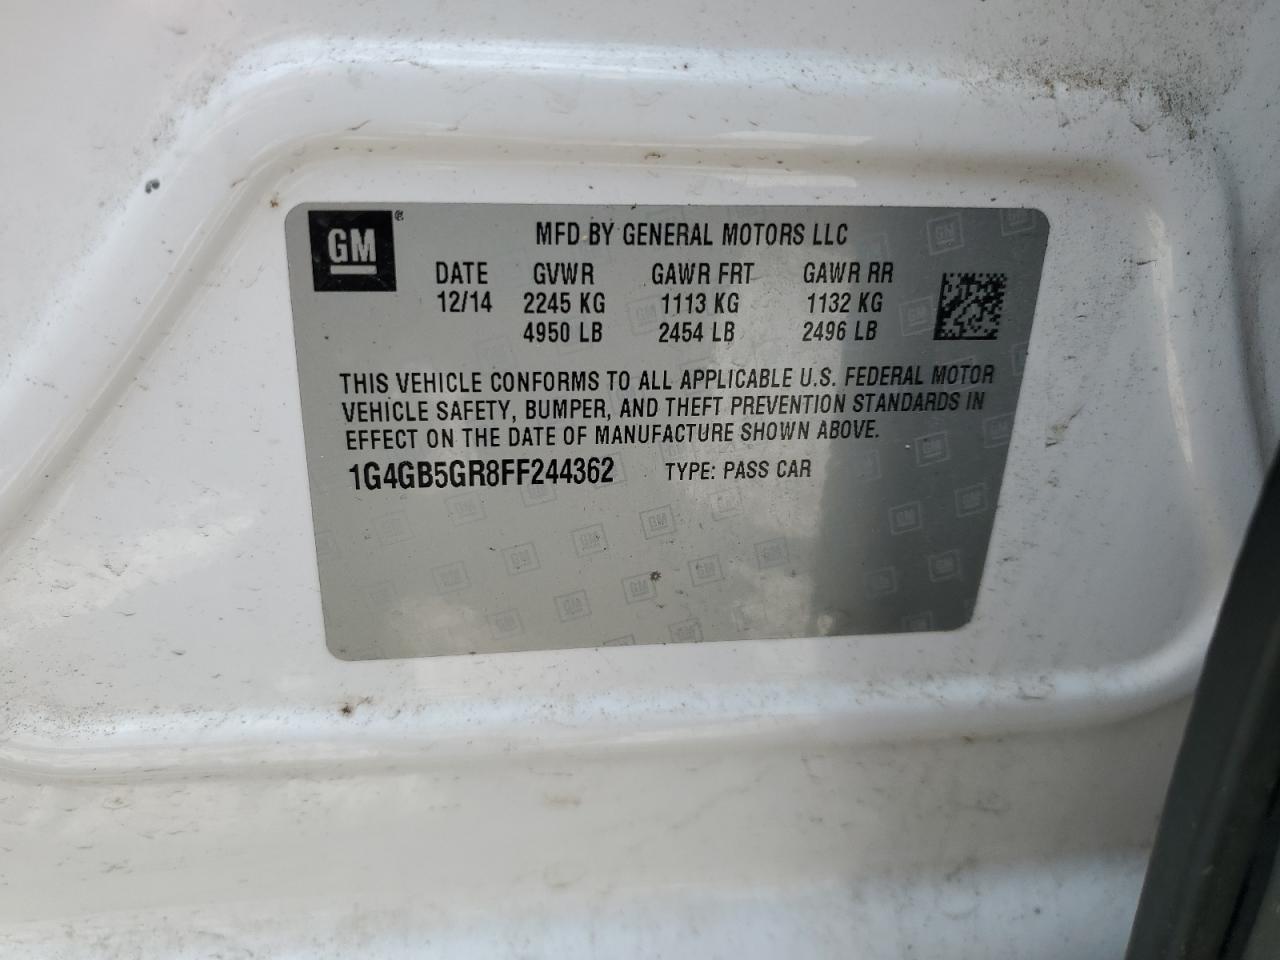 GM ®
MFD BY GENERAL MOTORS LLC
DATE GVWR GAWR FRT GAWR RR
12/14 2245 KG 1113 KG 1132 KG
4950 LB 2454 LB 2496 LB
THIS VEHICLE CONFORMS TO ALL APPLICABLE U.S. FEDERAL MOTOR
VEHICLE SAFETY, BUMPER, AND THEFT PREVENTION STANDARDS IN
EFFECT ON THE DATE OF MANUFACTURE SHOWN ABOVE.
1G4GB5GR8FF244362 TYPE: PASS CAR